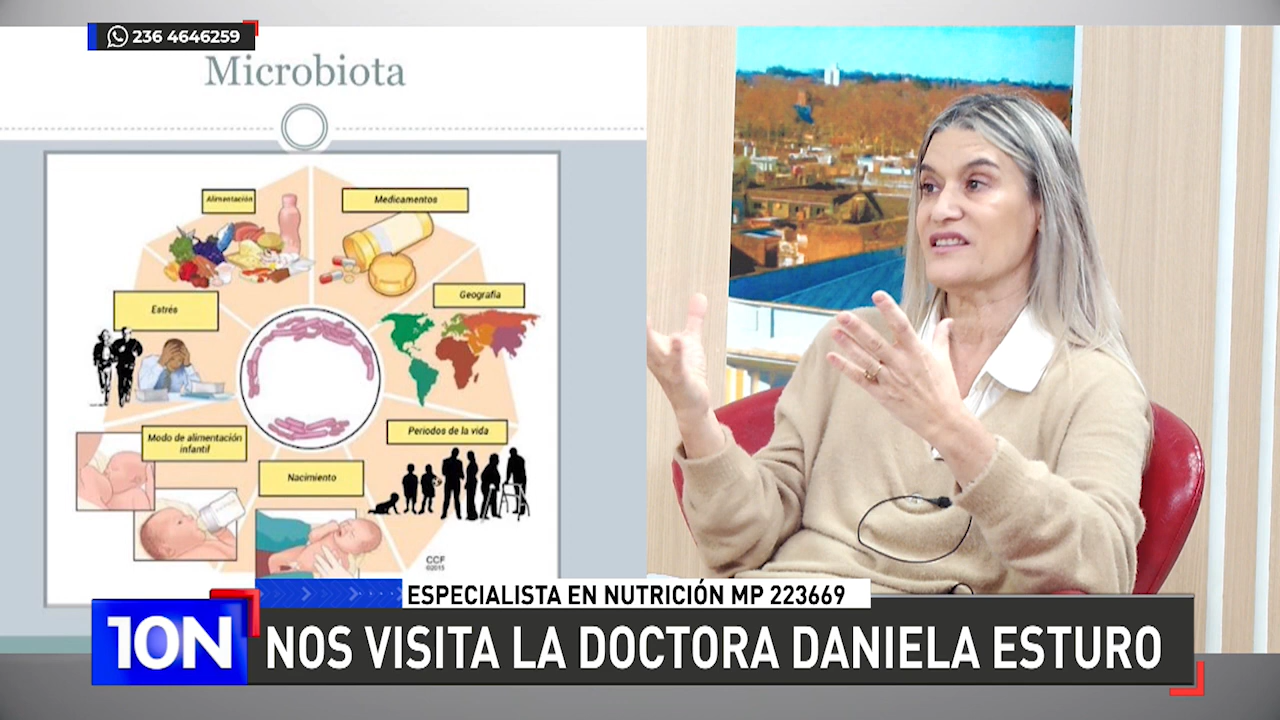 236 4646259
Microbiota
Alimentación
Medicamentos
Estrés
Geografía
Modo de alimentación
infantil
Periodos de la vida
Nacimiento
CCF
©2015
ESPECIALISTA EN NUTRICIÓN MP 223669
10N
NOS VISITA LA DOCTORA DANIELA ESTURO